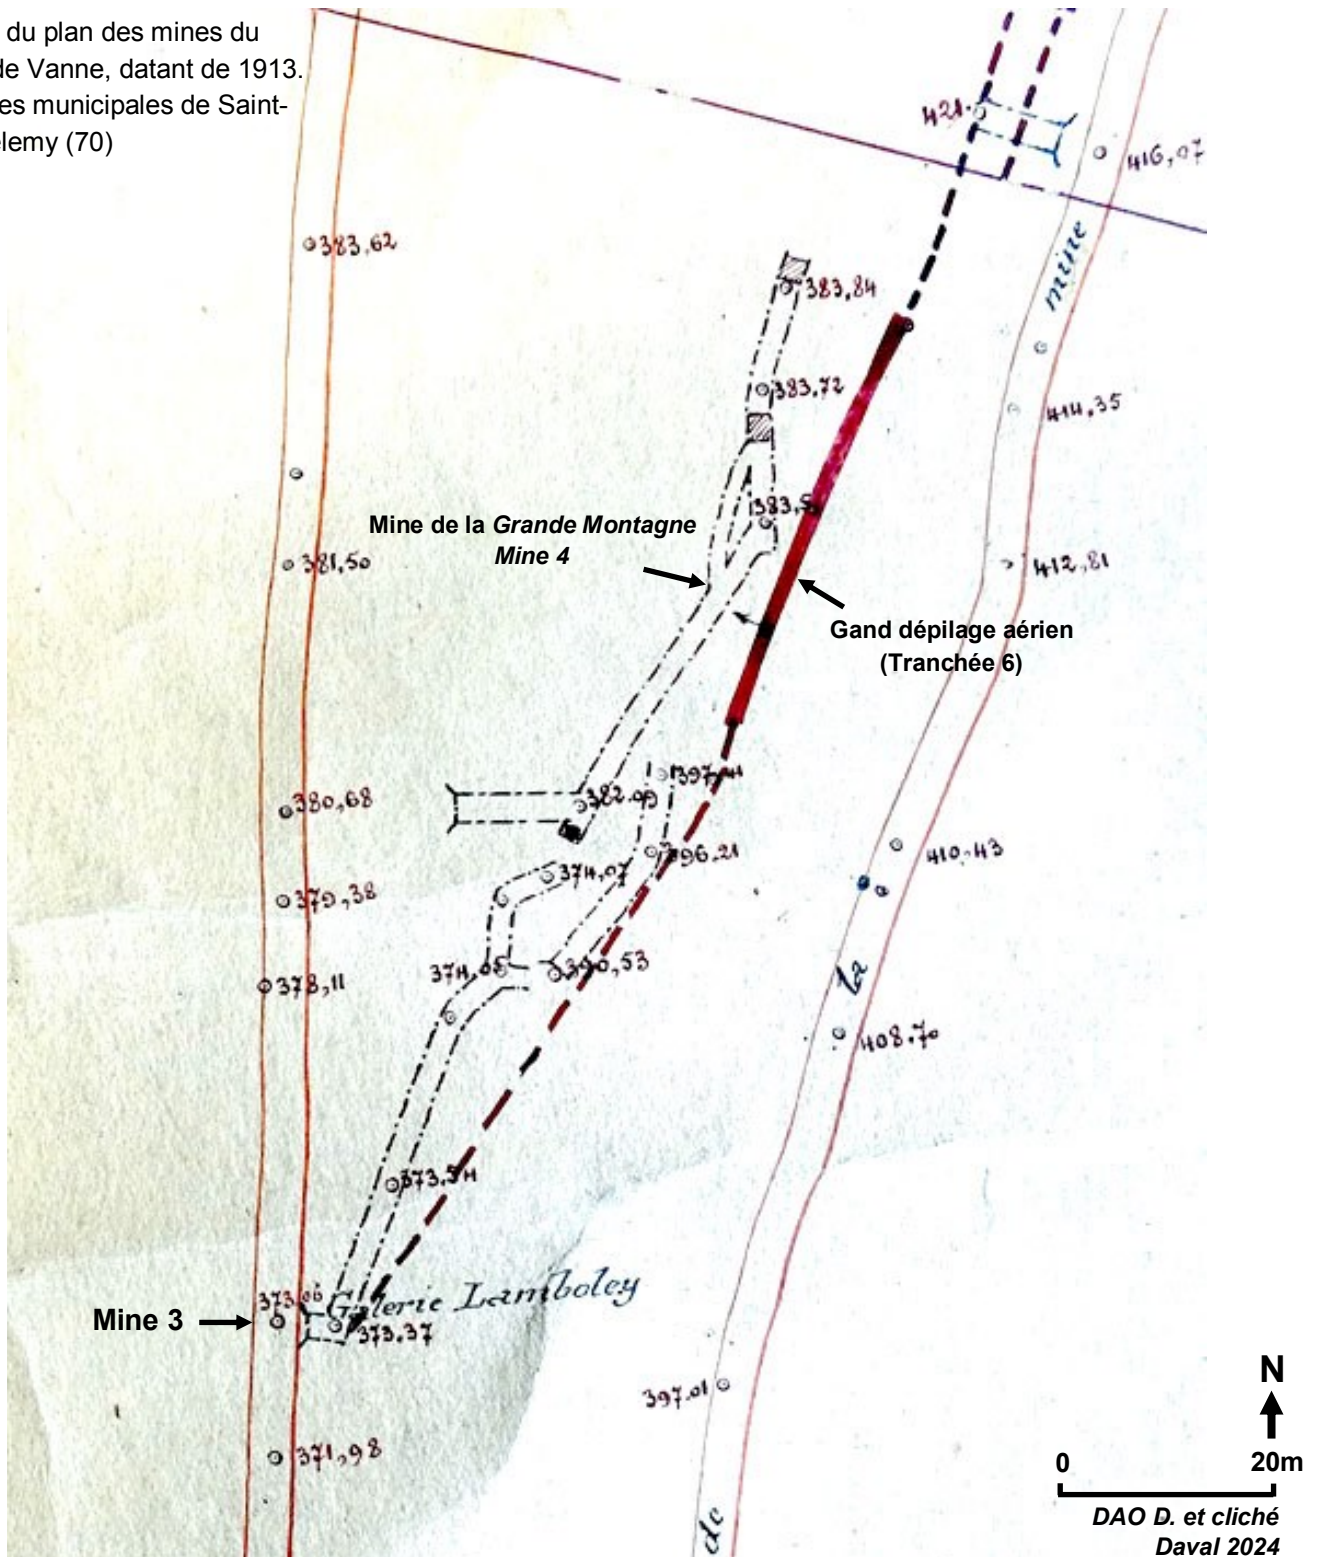 du plan des mines du
de Vanne, datant de 1913.
es municipales de Saint-
elemy (70)
421.
416,07
mine
383,62
383,84
383,72
414,35
383,5
Mine de la Grande Montagne
Mine 4
381,50
412,81
Gand dépilage aérien
(Tranchée 6)
397,41
380,68
382.09
396.21
410,43
374,07
379,38
374,05
390,53
378,11
la
408.70
373.54
Galerie Lamboley
373,06
Mine 3
373.37
397.01
N
371,98
0 20m
de
DAO D. et cliché
Daval 2024